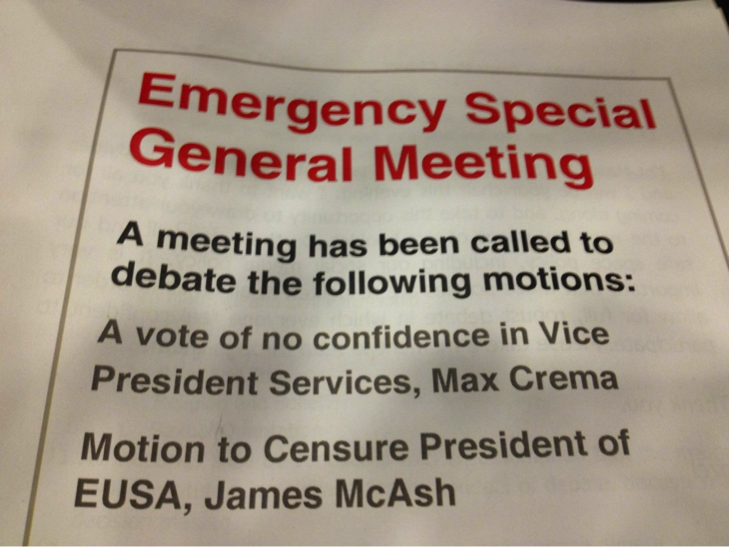 Emergency Special
General Meeting
A meeting has been called to
debate the following motions:
A vote of no confidence in Vice
President Services, Max Crema
Motion to Censure President of
EUSA, James McAsh